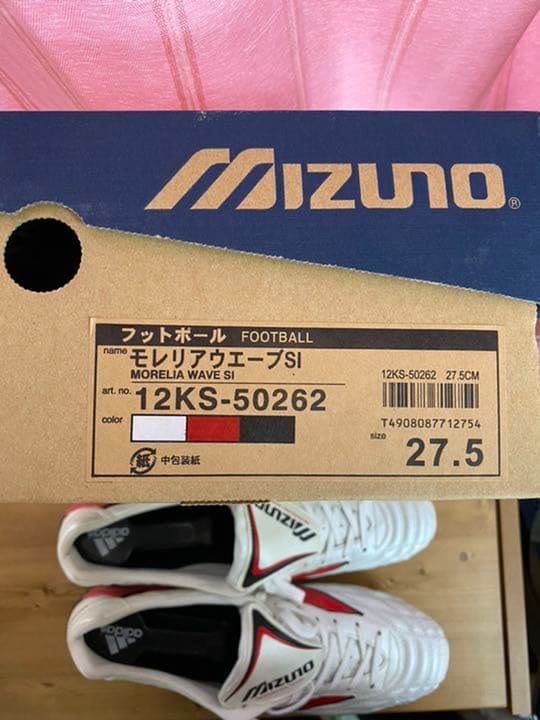 MIZUNO®
フットボール FOOTBALL
name モレリアウエーブSI
MORELIA WAVE SI
art. no. 12KS-50262
color
紙 中包装紙
12KS-50262 27.5CM
T4908087712754
size 27.5
MIZUNO
adidas
MIZUNO
adidas